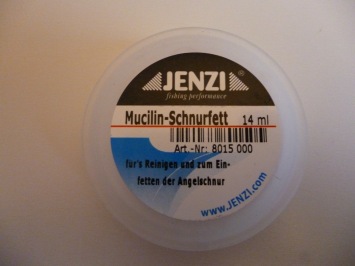 JENZI
fishing performance
Mucilin-Schnurfett 14 ml
Art.-Nr: 8015 000
für's Reinigen und zum Ein-
fetten der Angelschnur
www.JENZI.com